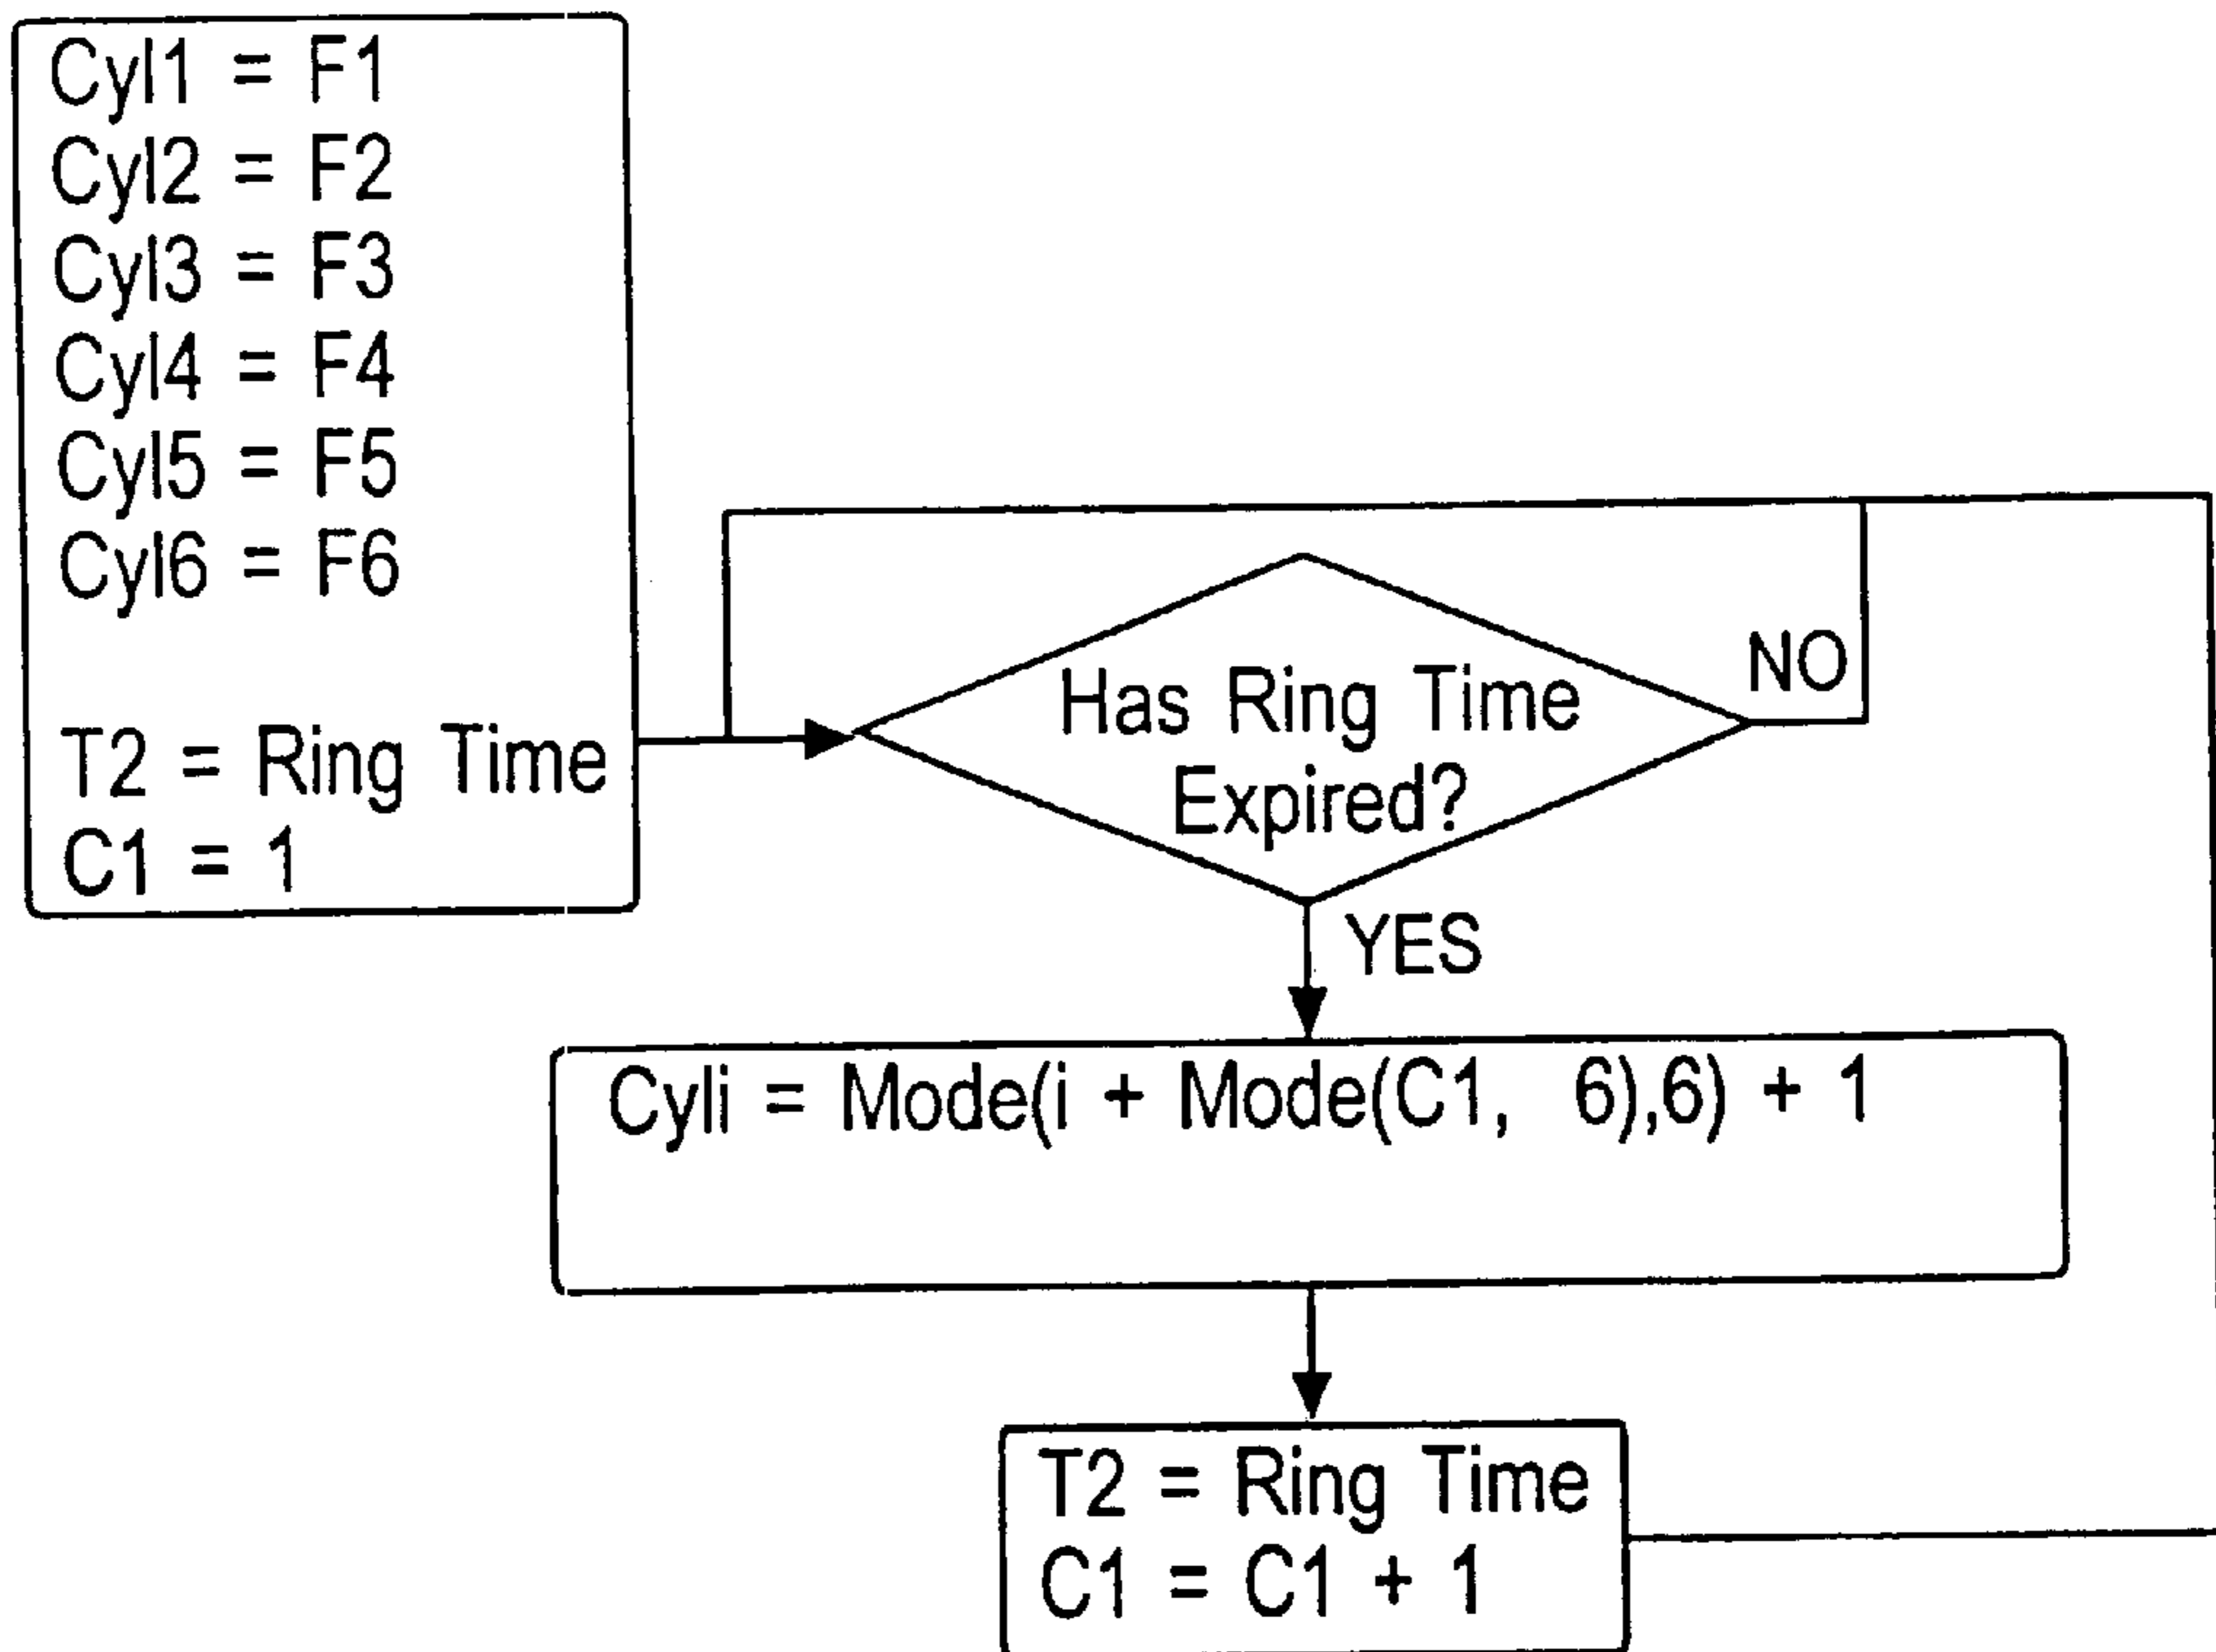 Cyl1 = F1
Cyl2 = F2
Cyl3 = F3
Cyl4 = F4
Cyl5 = F5
Cyl6 = F6
T2 = Ring Time
C1 = 1
Has Ring Time
Expired?
NO
YES
Cyli = Mode(i + Mode(C1, 6),6) + 1
T2 = Ring Time
C1 = C1 + 1